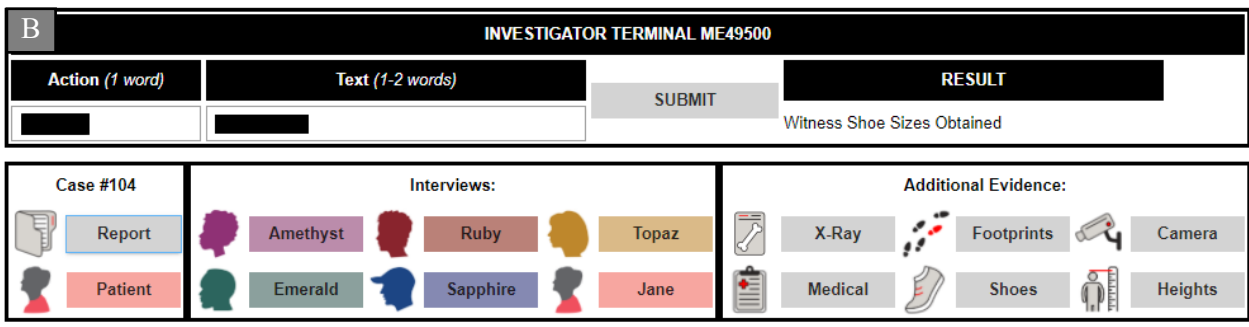 B
INVESTIGATOR TERMINAL ME49500
Action (1 word) Text (1-2 words) SUBMIT RESULT
Witness Shoe Sizes Obtained
Case #104 Interviews: Additional Evidence:
Report Amethyst Ruby Topaz X-Ray Footprints Camera
Patient Emerald Sapphire Jane Medical Shoes Heights